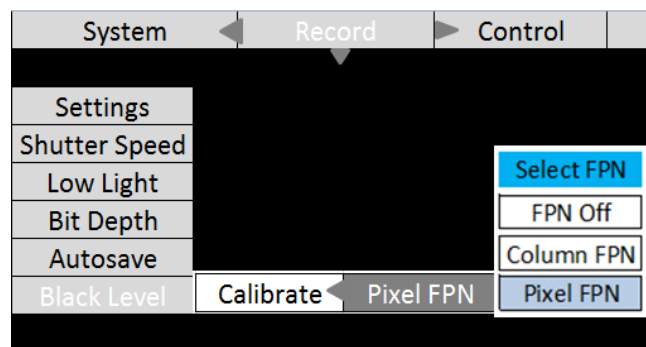 System Record Control
Settings
Shutter Speed
Low Light
Select FPN
Bit Depth
FPN Off
Autosave
Column FPN
Black Level Calibrate Pixel FPN Pixel FPN